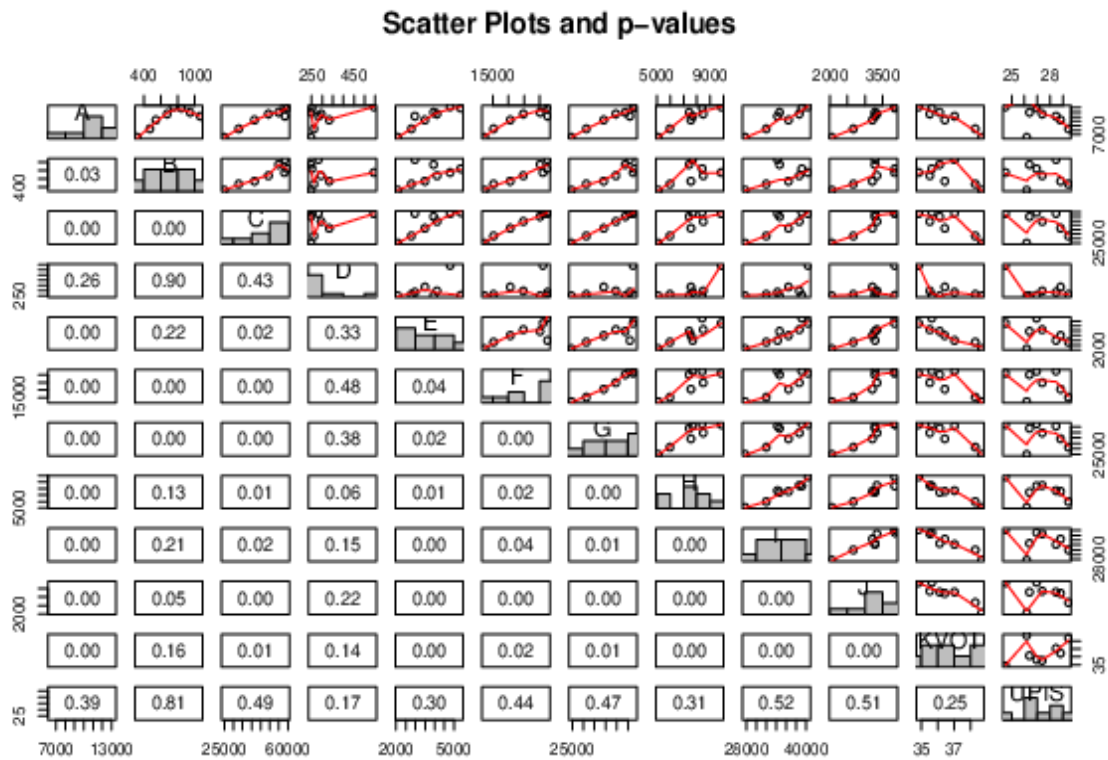 Scatter Plots and p−values
400 1000 250 450 15000 5000 9000 2000 3500 25 28
A 7000
400 0.03 B
0.00 0.00 C 25000
250 0.26 0.90 0.43 D
0.00 0.22 0.02 0.33 E 2000
15000 0.00 0.00 0.00 0.48 0.04 F
0.00 0.00 0.00 0.38 0.02 0.00 G 25000
5000 0.00 0.13 0.01 0.06 0.01 0.02 0.00 H
0.00 0.21 0.02 0.15 0.00 0.04 0.01 0.00 I 28000
2000 0.00 0.05 0.00 0.22 0.00 0.00 0.00 0.00 0.00 J
0.00 0.16 0.01 0.14 0.00 0.02 0.01 0.00 0.00 0.00 KVOT 35
25 0.39 0.81 0.49 0.17 0.30 0.44 0.47 0.31 0.52 0.51 0.25 UPIS
7000 13000 25000 60000 2000 5000 25000 28000 40000 35 37